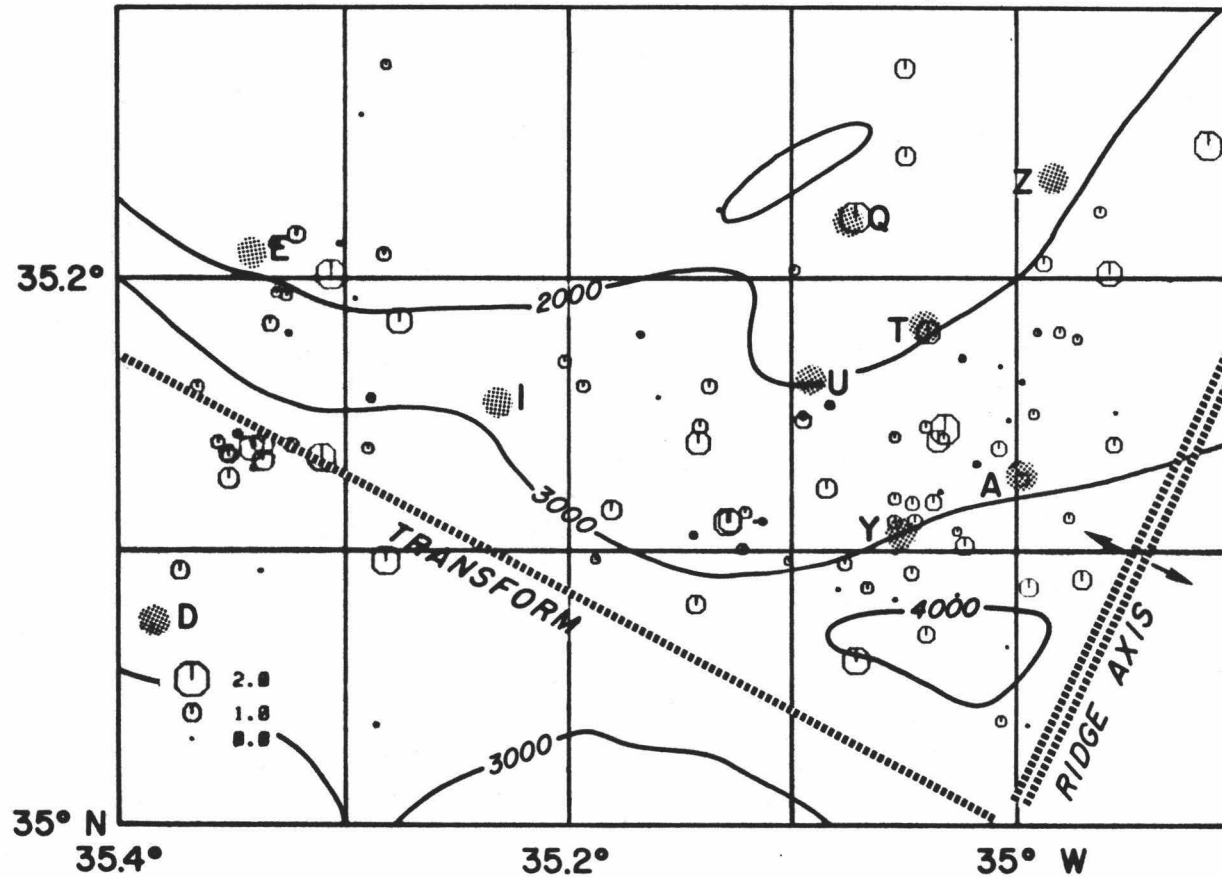 Z
Q
E
35.2°
2000
T
U
I
A
3000
Y
TRANSFORM
4000
D
2.0
1.0
0.0
RIDGE AXIS
3000
35° N
35.4°
35.2°
35° W